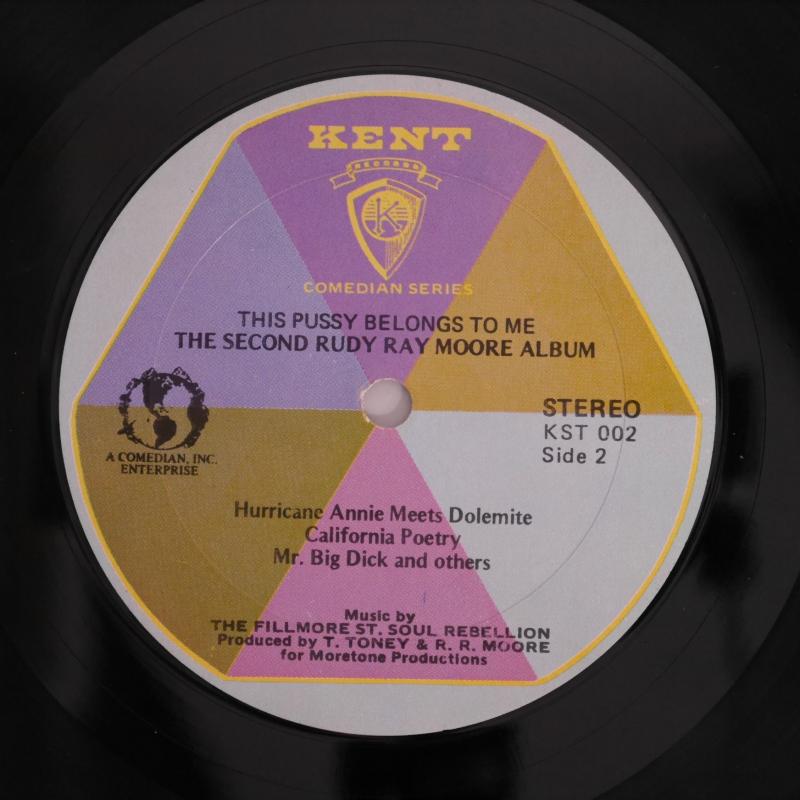 KENT
RECORDS
K
COMEDIAN SERIES
THIS PUSSY BELONGS TO ME
THE SECOND RUDY RAY MOORE ALBUM
A COMEDIAN, INC.
ENTERPRISE
STEREO
KST 002
Side 2
Hurricane Annie Meets Dolemite
California Poetry
Mr. Big Dick and others
Music by
THE FILLMORE ST. SOUL REBELLION
Produced by T. TONEY & R. R. MOORE
for Moretone Productions